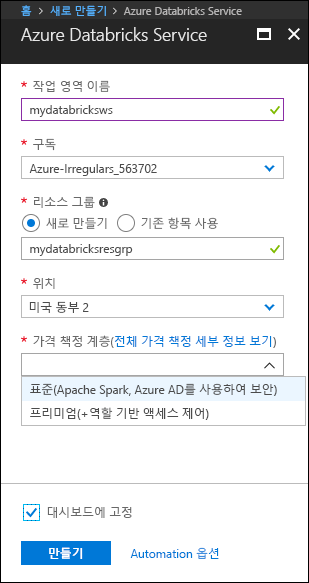 홈 > 새로 만들기 > Azure Databricks Service
Azure Databricks Service
* 작업 영역 이름
mydatabricksws
* 구독
Azure-Irregulars_563702
* 리소스 그룹
새로 만들기 기존 항목 사용
mydatabricksresgrp
* 위치
미국 동부 2
* 가격 책정 계층(전체 가격 책정 세부 정보 보기)
표준(Apache Spark, Azure AD를 사용하여 보안)
프리미엄(+역할 기반 액세스 제어)
대시보드에 고정
만들기 Automation 옵션